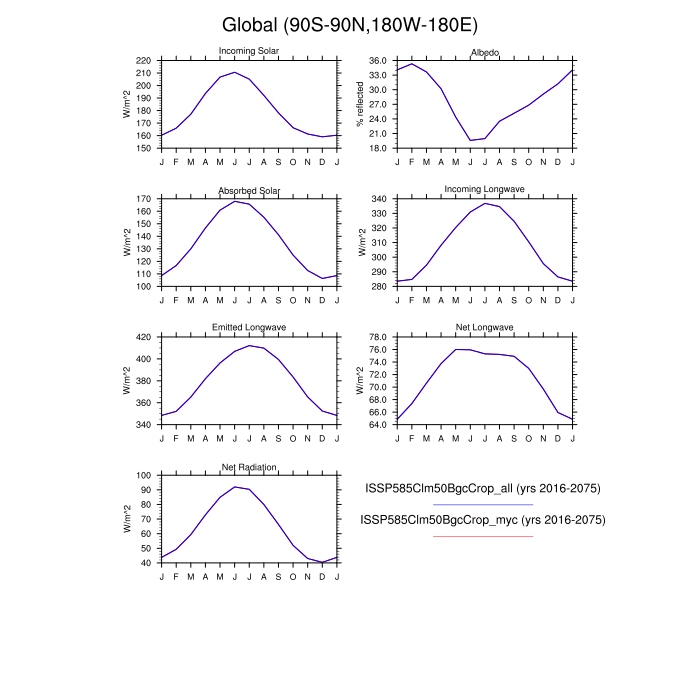 Global (90S-90N,180W-180E)
Incoming Solar
W/m^2
220
210
200
190
180
170
160
150
J F M A M J J A S O N D J
Albedo
% reflected
36.0
33.0
30.0
27.0
24.0
21.0
18.0
J F M A M J J A S O N D J
Absorbed Solar
W/m^2
170
160
150
140
130
120
110
100
J F M A M J J A S O N D J
Incoming Longwave
W/m^2
340
330
320
310
300
290
280
J F M A M J J A S O N D J
Emitted Longwave
W/m^2
420
400
380
360
340
J F M A M J J A S O N D J
Net Longwave
W/m^2
78.0
76.0
74.0
72.0
70.0
68.0
66.0
64.0
J F M A M J J A S O N D J
Net Radiation
W/m^2
100
90
80
70
60
50
40
J F M A M J J A S O N D J
ISSP585Clm50BgcCrop_all (yrs 2016-2075)
ISSP585Clm50BgcCrop_myc (yrs 2016-2075)